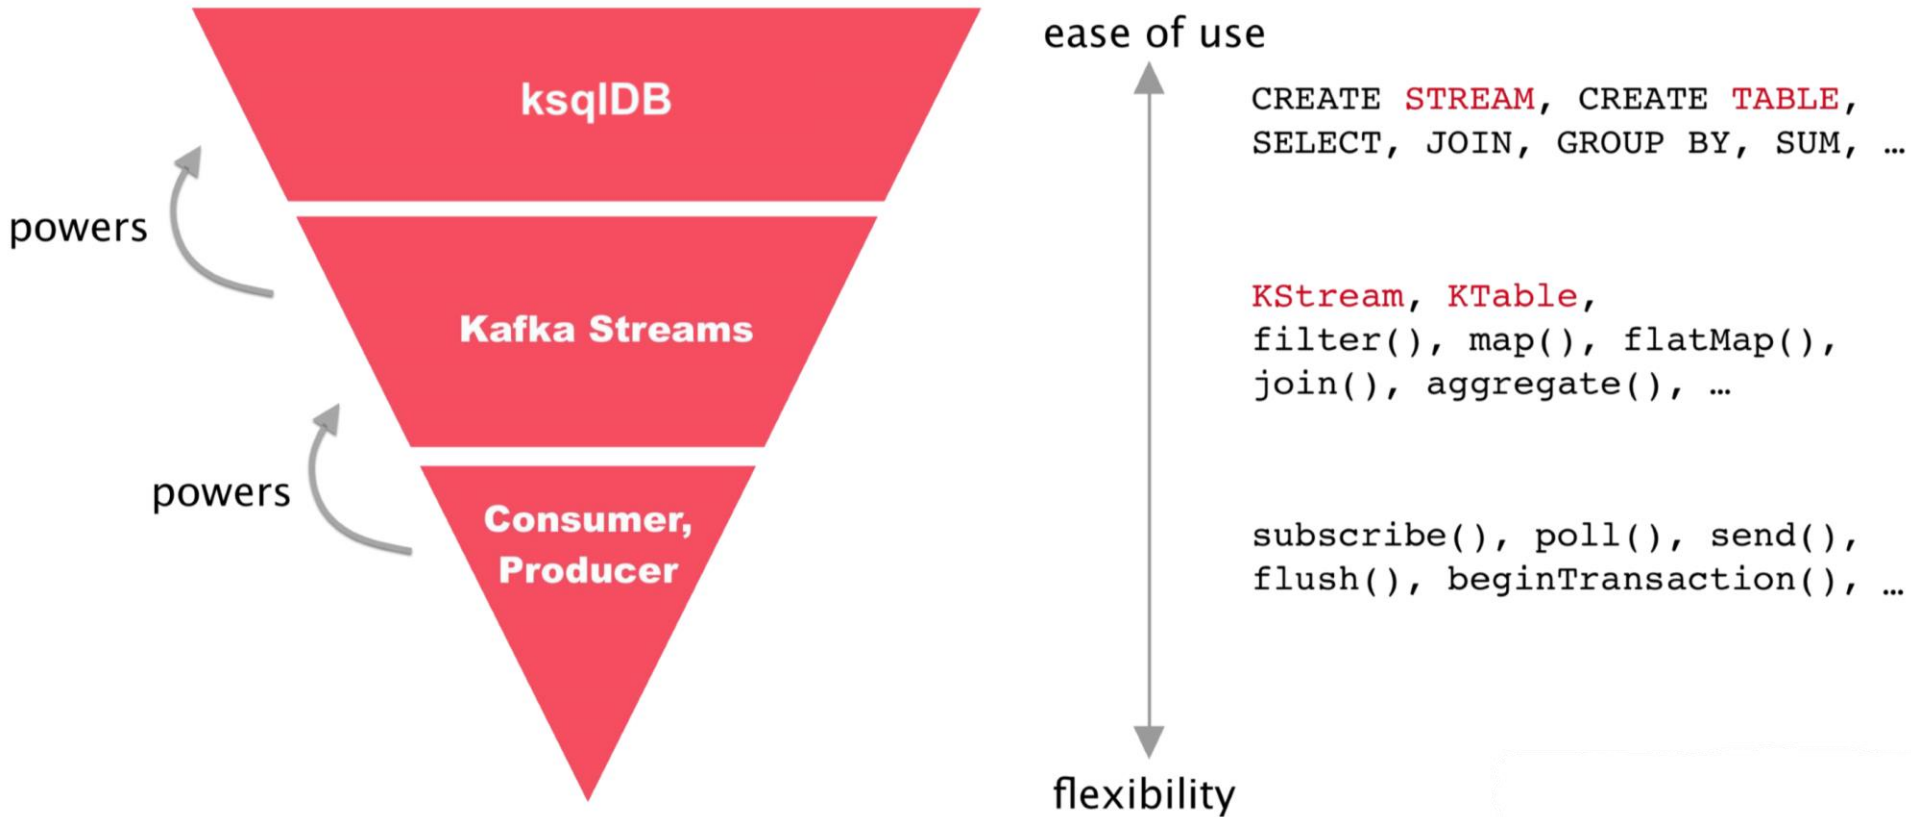 ksqlDB
powers
Kafka Streams
powers
Consumer,
Producer
ease of use
CREATE STREAM, CREATE TABLE,
SELECT, JOIN, GROUP BY, SUM, …
KStream, KTable,
filter(), map(), flatMap(),
join(), aggregate(), …
subscribe(), poll(), send(),
flush(), beginTransaction(), …
flexibility